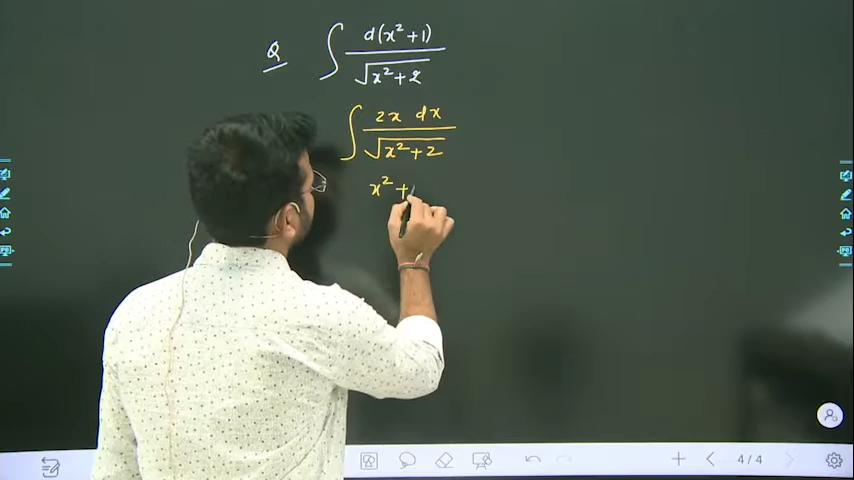 Q ∫ d(x²+1) / √(x²+2)
∫ 2x dx / √(x²+2)
x² +
4/4